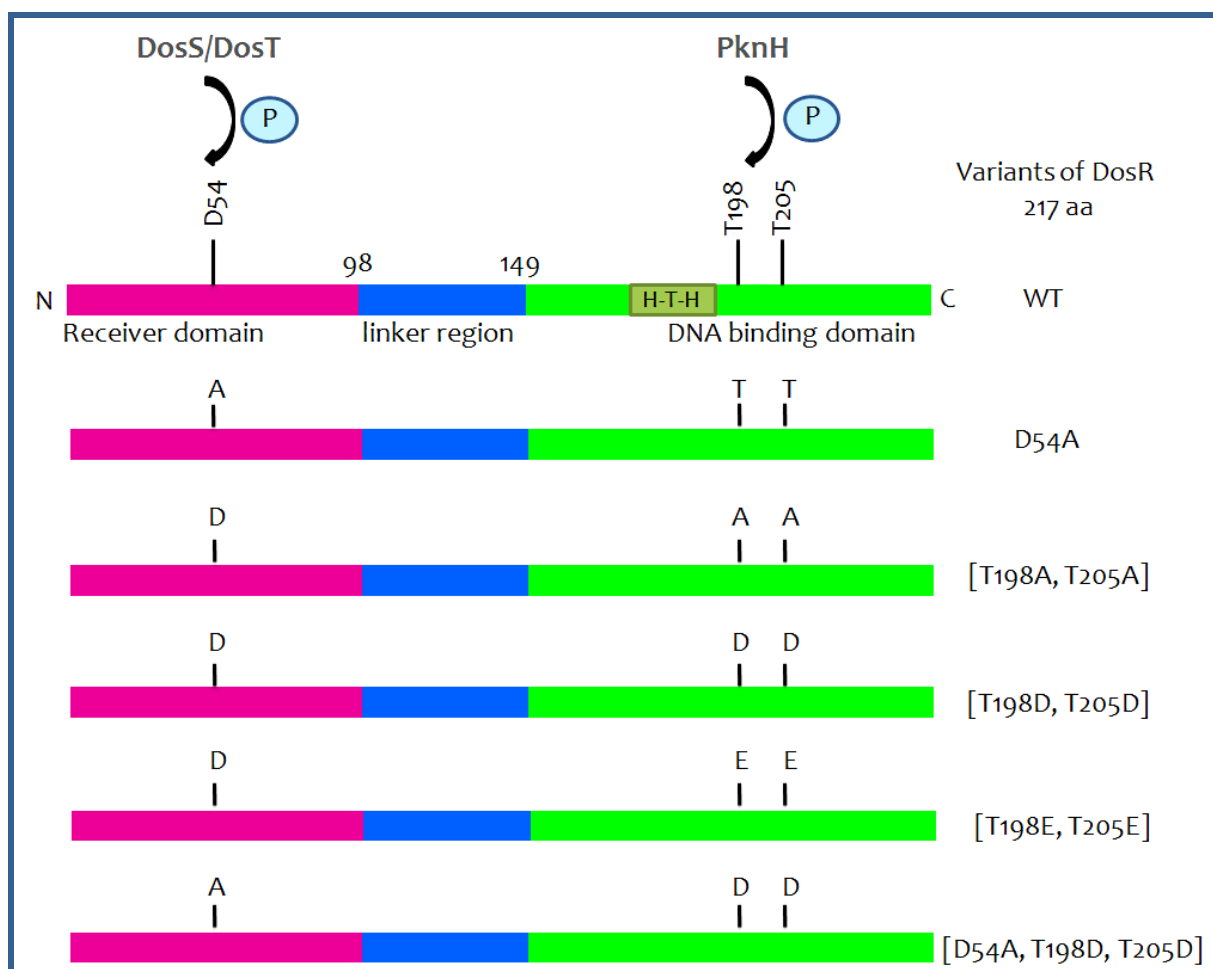 DosS/DosT PknH
P P
D54 T198 T205
Variants of DosR
217 aa
98 149
N H-T-H C WT
Receiver domain linker region DNA binding domain
A T T
D54A
D A A
[T198A, T205A]
D D D
[T198D, T205D]
D E E
[T198E, T205E]
A D D
[D54A, T198D, T205D]